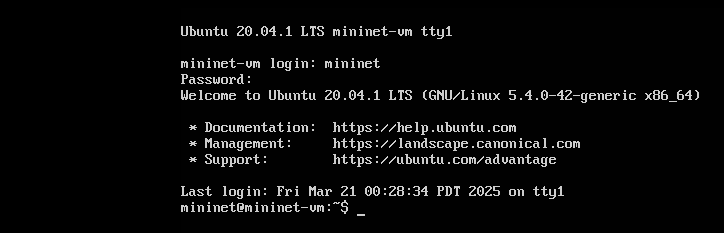 Ubuntu 20.04.1 LTS mininet-vm tty1
mininet-vm login: mininet
Password:
Welcome to Ubuntu 20.04.1 LTS (GNU/Linux 5.4.0-42-generic x86_64)
* Documentation:  https://help.ubuntu.com
* Management:     https://landscape.canonical.com
* Support:        https://ubuntu.com/advantage
Last login: Fri Mar 21 00:28:34 PDT 2025 on tty1
mininet@mininet-vm:~$ _